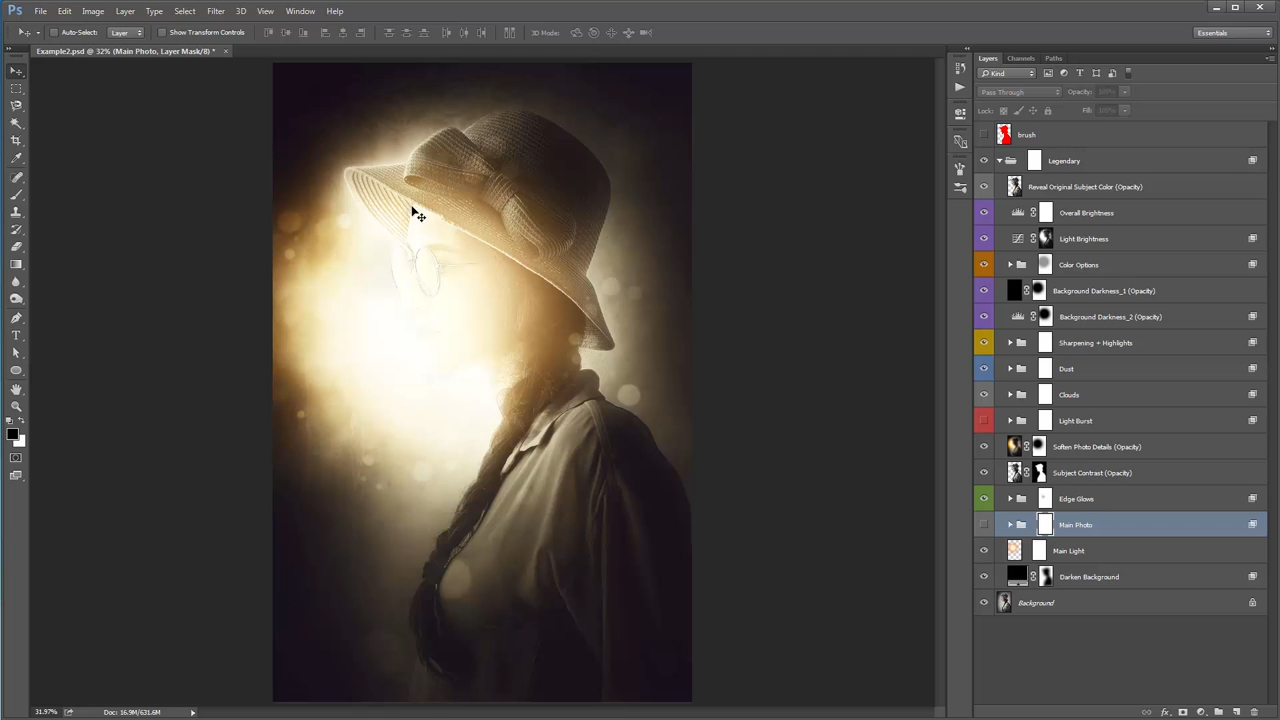 Ps File Edit Image Layer Type Select Filter 3D View Window Help
Auto-Select: Layer Show Transform Controls 3D Mode: Essentials
Example2.psd @ 32% (Main Photo, Layer Mask/8) * ×
Layers Channels Paths
Kind
Pass Through Opacity: 100%
Lock: Fill: 100%
brush
Legendary
Reveal Original Subject Color (Opacity)
Overall Brightness
Light Brightness
Color Options
Background Darkness_1 (Opacity)
Background Darkness_2 (Opacity)
Sharpening + Highlights
Dust
Clouds
Light Burst
Soften Photo Details (Opacity)
Subject Contrast (Opacity)
Edge Glows
Main Photo
Main Light
Darken Background
Background
31.97% Doc: 16.9M/631.6M
fx